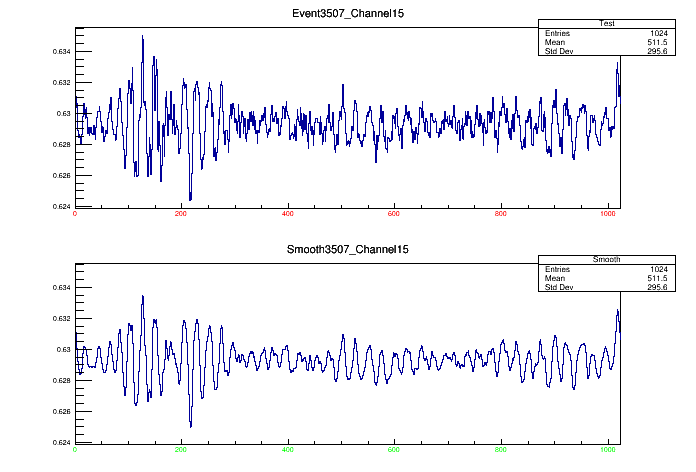 Event3507_Channel15
Test
Entries 1024
Mean 511.5
Std Dev 295.6
0.634
0.632
0.63
0.628
0.626
0.624
0 200 400 600 800 1000
Smooth3507_Channel15
Smooth
Entries 1024
Mean 511.5
Std Dev 295.6
0.634
0.632
0.63
0.628
0.626
0.624
0 200 400 600 800 1000